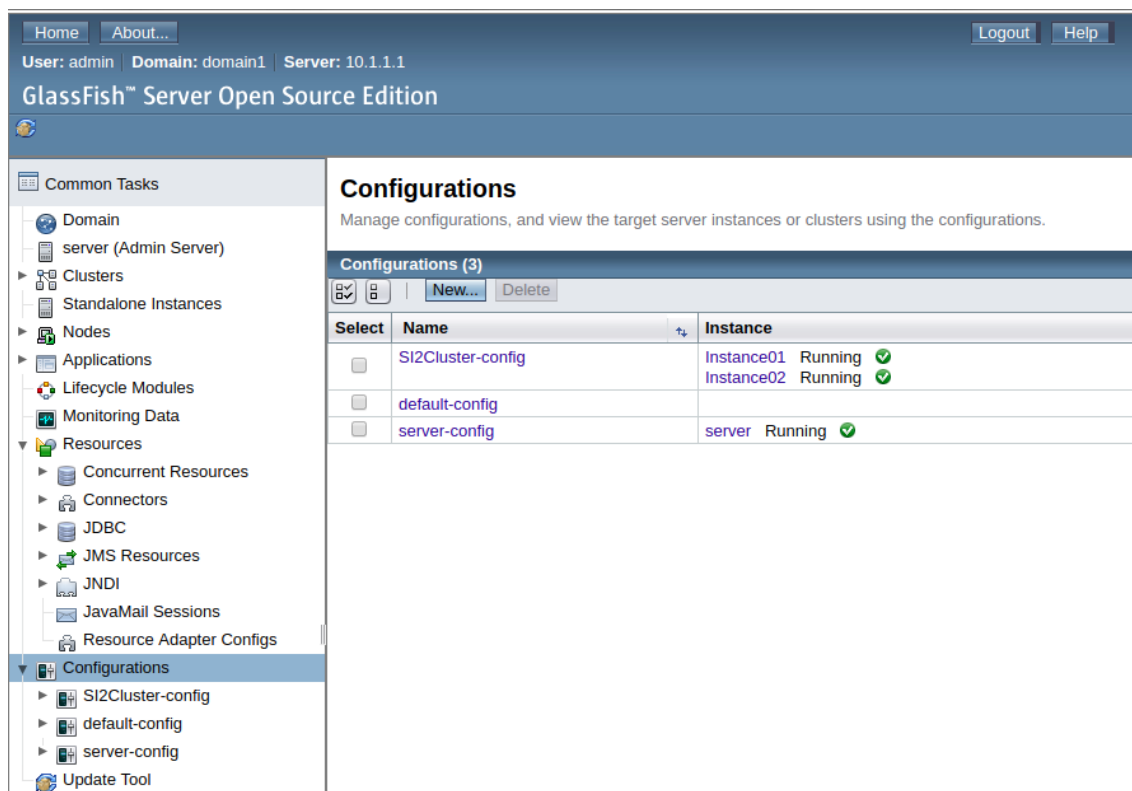 Home About... Logout Help
User: admin Domain: domain1 Server: 10.1.1.1
GlassFish™ Server Open Source Edition
Common Tasks
Domain
server (Admin Server)
Clusters
Standalone Instances
Nodes
Applications
Lifecycle Modules
Monitoring Data
Resources
Concurrent Resources
Connectors
JDBC
JMS Resources
JNDI
JavaMail Sessions
Resource Adapter Configs
Configurations
SI2Cluster-config
default-config
server-config
Update Tool
Configurations
Manage configurations, and view the target server instances or clusters using the configurations.
Configurations (3)
New... Delete
Select Name Instance
SI2Cluster-config Instance01 Running
Instance02 Running
default-config
server-config server Running